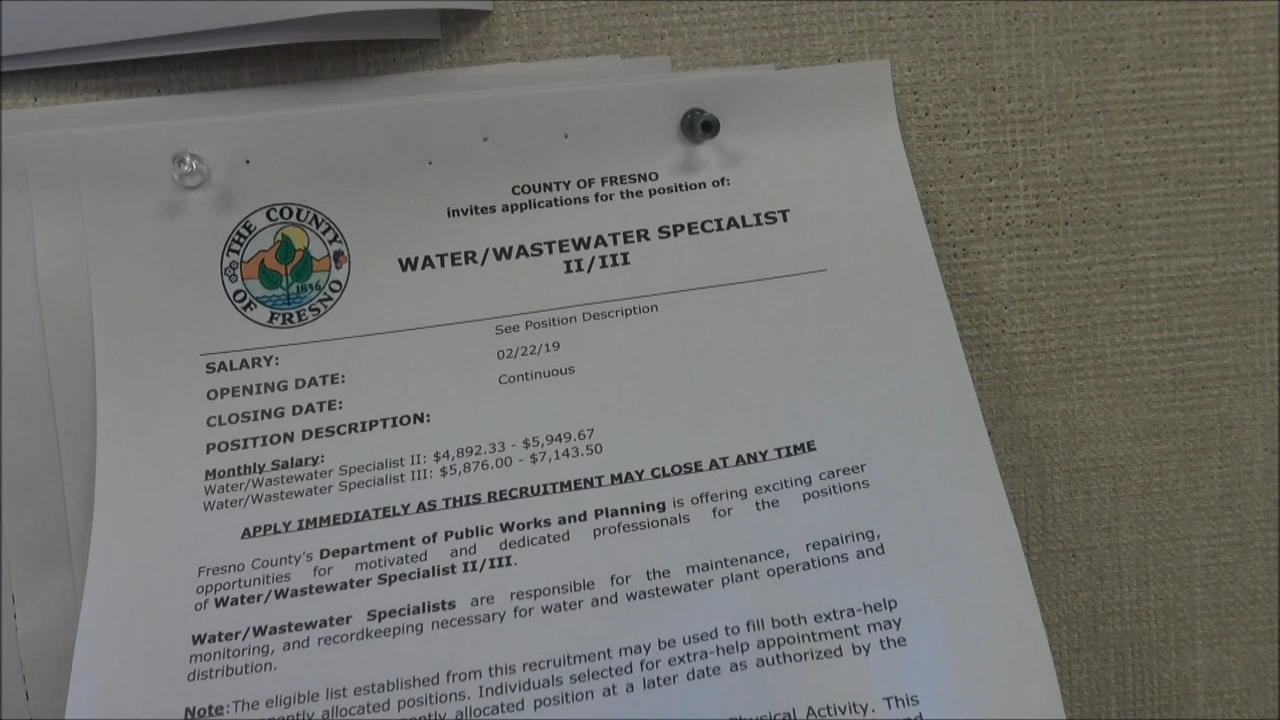 COUNTY OF FRESNO
invites applications for the position of:
WATER/WASTEWATER SPECIALIST
II/III
THE COUNTY
1856
OF FRESNO
SALARY: See Position Description
OPENING DATE: 02/22/19
CLOSING DATE: Continuous
POSITION DESCRIPTION:
Monthly Salary:
Water/Wastewater Specialist II: $4,892.33 - $5,949.67
Water/Wastewater Specialist III: $5,876.00 - $7,143.50
APPLY IMMEDIATELY AS THIS RECRUITMENT MAY CLOSE AT ANY TIME
Fresno County's Department of Public Works and Planning is offering exciting career
opportunities for motivated and dedicated professionals for the positions
of Water/Wastewater Specialist II/III.
Water/Wastewater Specialists are responsible for the maintenance, repairing,
monitoring, and recordkeeping necessary for water and wastewater plant operations and
distribution.
Note: The eligible list established from this recruitment may be used to fill both extra-help
allocated positions. Individuals selected for extra-help appointment may
allocated position at a later date as authorized by the
Physical Activity. This